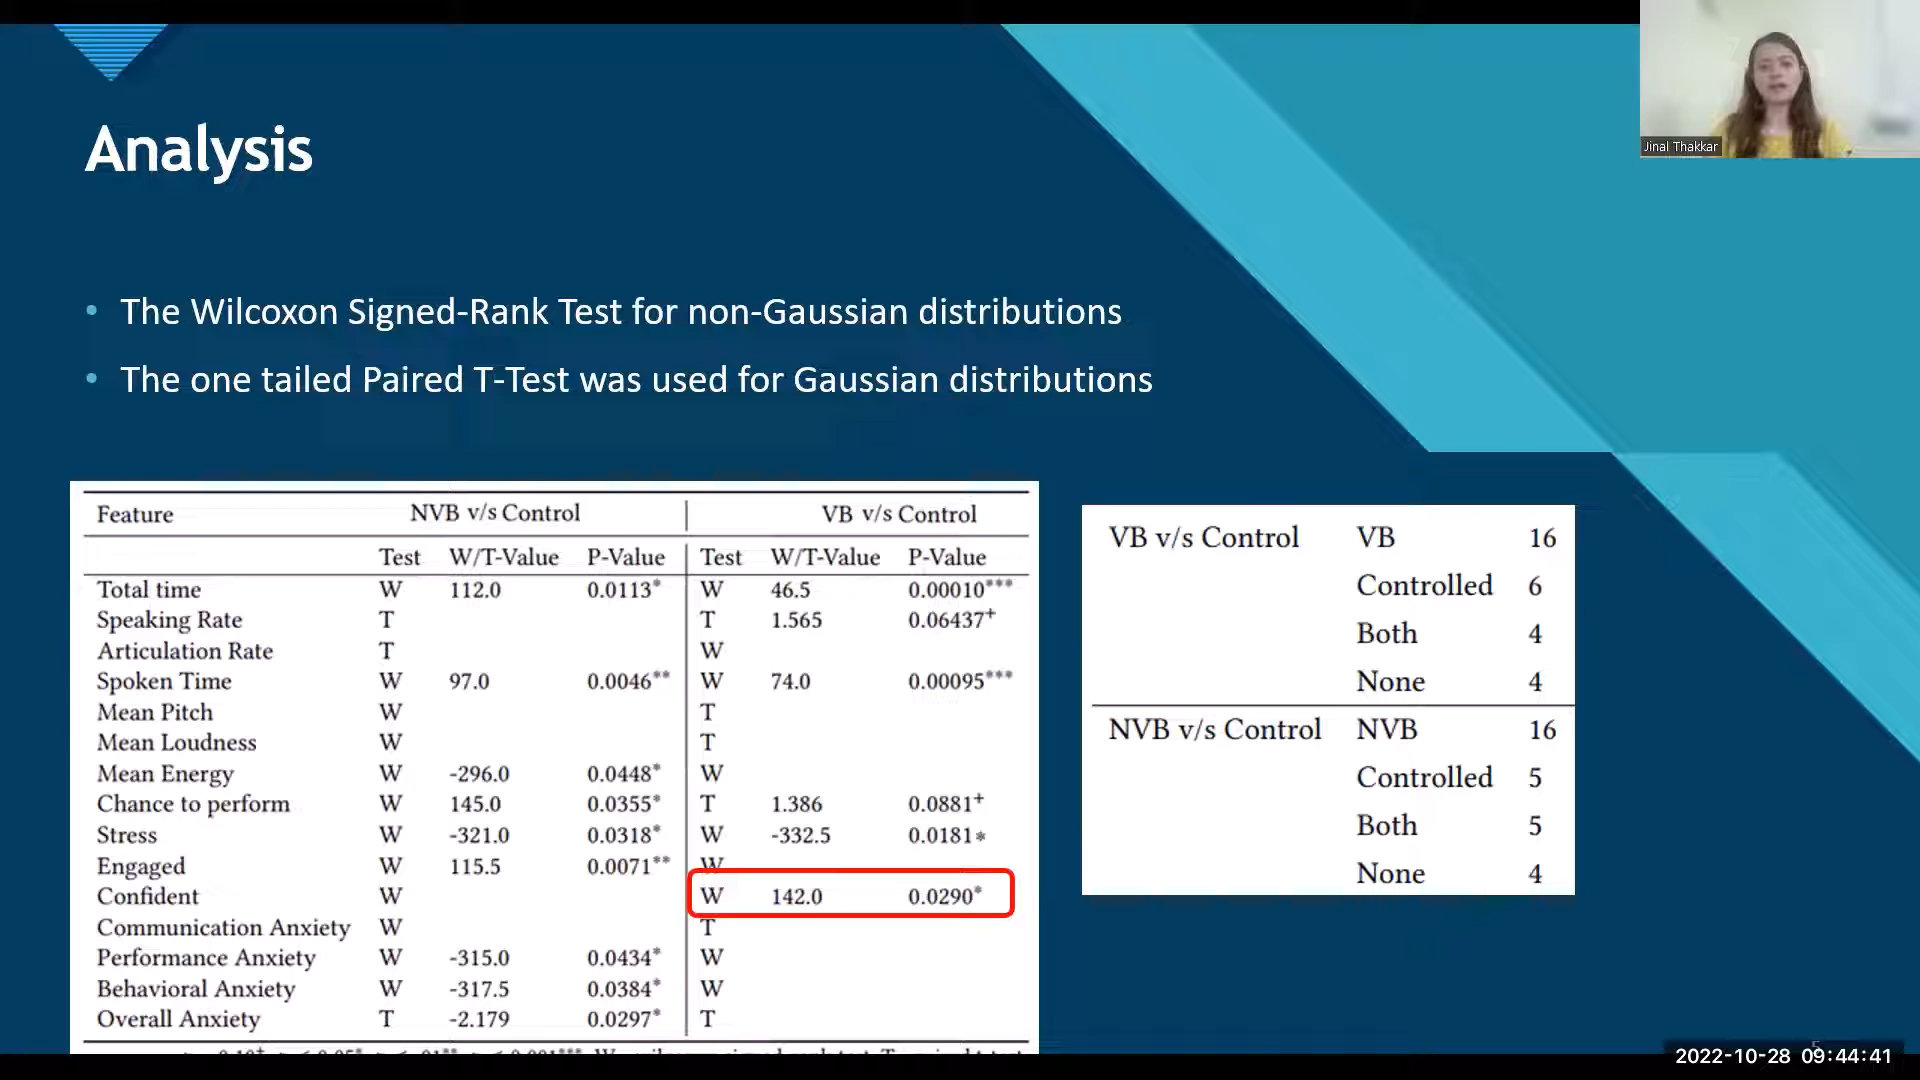 Jinal Thakkar
Analysis
• The Wilcoxon Signed-Rank Test for non-Gaussian distributions
• The one tailed Paired T-Test was used for Gaussian distributions
Feature NVB v/s Control VB v/s Control
Test W/T-Value P-Value Test W/T-Value P-Value
Total time W 112.0 0.0113* W 46.5 0.00010***
Speaking Rate T T 1.565 0.06437+
Articulation Rate T W
Spoken Time W 97.0 0.0046** W 74.0 0.00095***
Mean Pitch W T
Mean Loudness W T
Mean Energy W -296.0 0.0448* W
Chance to perform W 145.0 0.0355* T 1.386 0.0881+
Stress W -321.0 0.0318* W -332.5 0.0181*
Engaged W 115.5 0.0071** W
Confident W W 142.0 0.0290*
Communication Anxiety W T
Performance Anxiety W -315.0 0.0434* W
Behavioral Anxiety W -317.5 0.0384* W
Overall Anxiety T -2.179 0.0297* T
VB v/s Control VB 16
Controlled 6
Both 4
None 4
NVB v/s Control NVB 16
Controlled 5
Both 5
None 4
2022-10-28 09:44:41